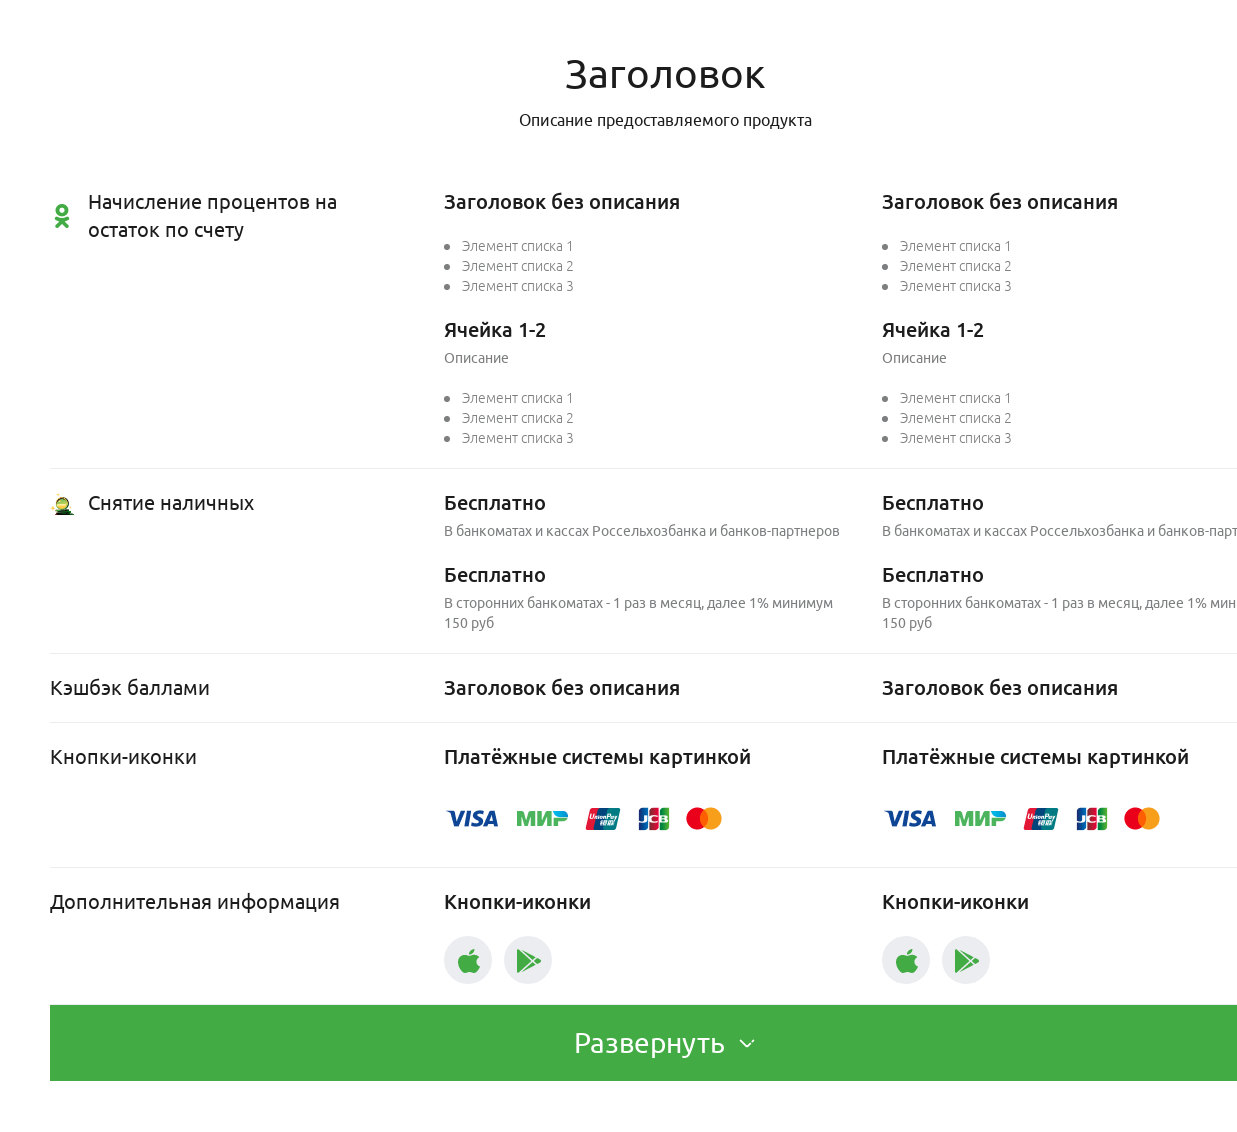 Заголовок
Описание предоставляемого продукта
Начисление процентов на
остаток по счету
Заголовок без описания
Элемент списка 1
Элемент списка 2
Элемент списка 3
Ячейка 1-2
Описание
Элемент списка 1
Элемент списка 2
Элемент списка 3
Заголовок без описания
Элемент списка 1
Элемент списка 2
Элемент списка 3
Ячейка 1-2
Описание
Элемент списка 1
Элемент списка 2
Элемент списка 3
Снятие наличных
Бесплатно
В банкоматах и кассах Россельхозбанка и банков-партнеров
Бесплатно
В сторонних банкоматах - 1 раз в месяц, далее 1% минимум
150 руб
Бесплатно
В банкоматах и кассах Россельхозбанка и банков-парт
Бесплатно
В сторонних банкоматах - 1 раз в месяц, далее 1% мин
150 руб
Кэшбэк баллами
Заголовок без описания
Заголовок без описания
Кнопки-иконки
Платёжные системы картинкой
VISA МИР UnionPay 银联 JCB
Платёжные системы картинкой
VISA МИР UnionPay 银联 JCB
Дополнительная информация
Кнопки-иконки
Кнопки-иконки
Развернуть